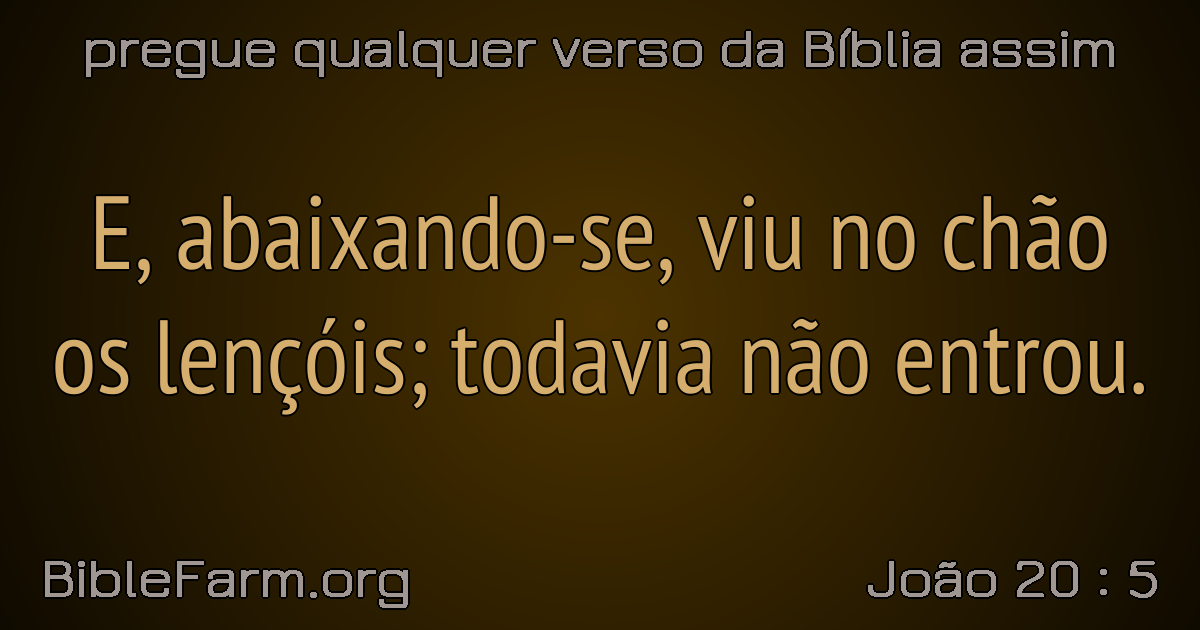 pregue qualquer verso da Bíblia assim
E, abaixando-se, viu no chão
os lençóis; todavia não entrou.
BibleFarm.org
João 20 : 5